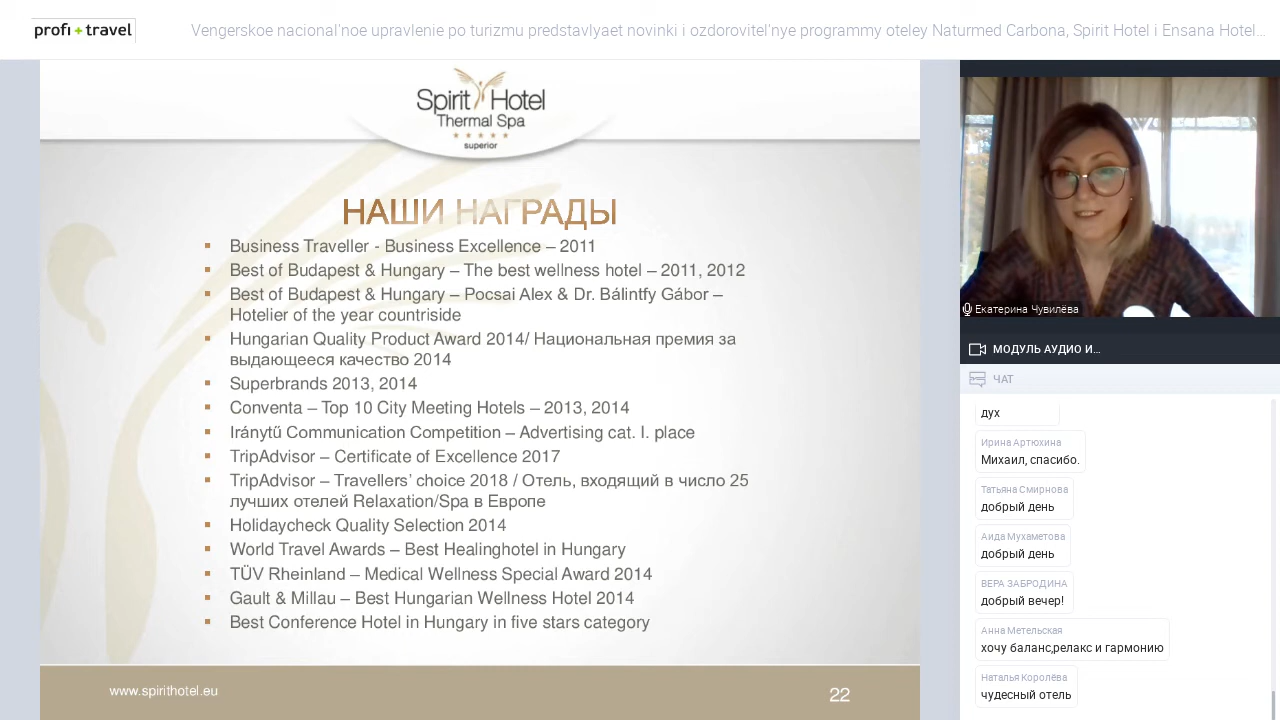 profi + travel
Vengerskoe nacional'noe upravlenie po turizmu predstavlyaet novinki i ozdorovitel'nye programmy oteley Naturmed Carbona, Spirit Hotel i Ensana Hotel...
Spirit Hotel
Thermal Spa
superior
НАШИ НАГРАДЫ
▪ Business Traveller - Business Excellence – 2011
▪ Best of Budapest & Hungary – The best wellness hotel – 2011, 2012
▪ Best of Budapest & Hungary – Pocsai Alex & Dr. Bálintfy Gábor –
Hotelier of the year countriside
▪ Hungarian Quality Product Award 2014/ Национальная премия за
выдающееся качество 2014
▪ Superbrands 2013, 2014
▪ Conventa – Top 10 City Meeting Hotels – 2013, 2014
▪ Iránytű Communication Competition – Advertising cat. I. place
▪ TripAdvisor – Certificate of Excellence 2017
▪ TripAdvisor – Travellers’ choice 2018 / Отель, входящий в число 25
лучших отелей Relaxation/Spa в Европе
▪ Holidaycheck Quality Selection 2014
▪ World Travel Awards – Best Healinghotel in Hungary
▪ TÜV Rheinland – Medical Wellness Special Award 2014
▪ Gault & Millau – Best Hungarian Wellness Hotel 2014
▪ Best Conference Hotel in Hungary in five stars category
www.spirithotel.eu
22
Екатерина Чувилёва
МОДУЛЬ АУДИО И...
ЧАТ
дух
Ирина Артюхина
Михаил, спасибо.
Татьяна Смирнова
добрый день
Аида Мухаметова
добрый день
ВЕРА ЗАБРОДИНА
добрый вечер!
Анна Метельская
хочу баланс,релакс и гармонию
Наталья Королёва
чудесный отель